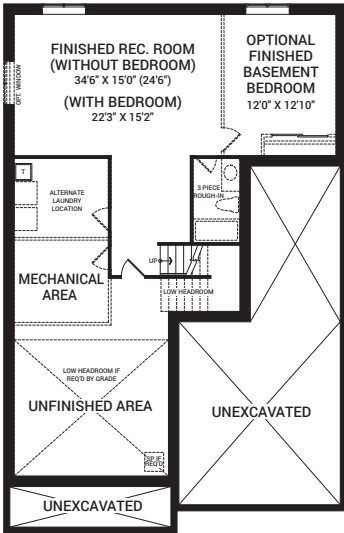 FINISHED REC. ROOM
(WITHOUT BEDROOM)
34'6" X 15'0" (24'6)
(WITH BEDROOM)
22'3" X 15'2"
OPTIONAL
FINISHED
BASEMENT
BEDROOM
12'0" X 12'10"
OPT. WINDOW
T
ALTERNATE
LAUNDRY
LOCATION
3 PIECE
ROUGH-IN
UP
MECHANICAL
AREA
LOW HEADROOM
LOW HEADROOM IF
REQ'D BY GRADE
UNFINISHED AREA
UNEXCAVATED
SP IF
REQ'D
UNEXCAVATED